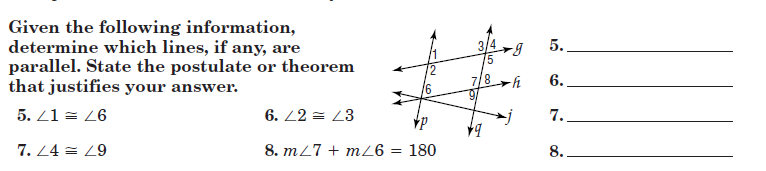 Given the following information,
determine which lines, if any, are
parallel. State the postulate or theorem
that justifies your answer.
5. ∠1 ≅ ∠6
6. ∠2 ≅ ∠3
7. ∠4 ≅ ∠9
8. m∠7 + m∠6 = 180
1
2
6
3 4
5
7 8
9
g
h
j
p
q
5.
6.
7.
8.